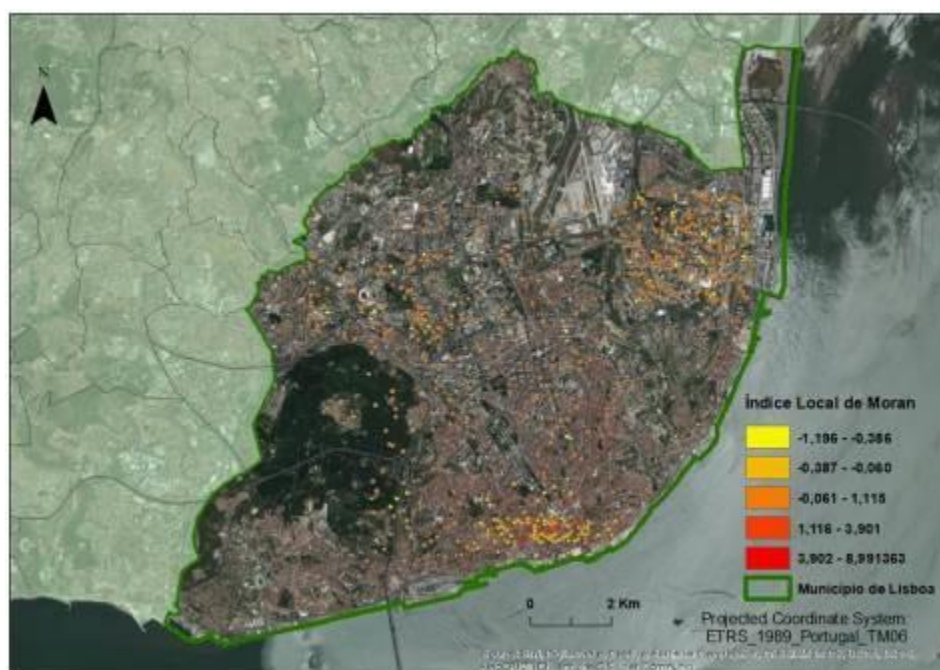 N
Índice Local de Moran
-1,196 - -0,386
-0,387 - -0,060
-0,061 - 1,115
1,116 - 3,901
3,902 - 8,991363
Município de Lisboa
0 2 Km
Projected Coordinate System:
ETRS_1989_Portugal_TM06